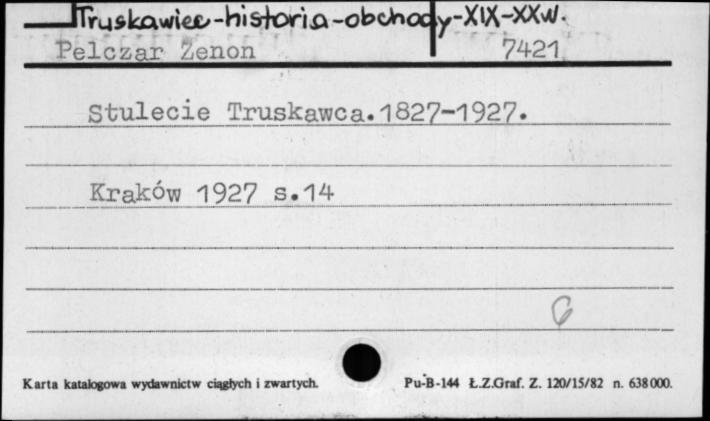 Truskawiec-historia-obchody-XIX-XXw.
Pelczar Zenon 7421
Stulecie Truskawca.1827-1927.
Kraków 1927 s.14
Karta katalogowa wydawnictw ciągłych i zwartych. Pu-B-144 Ł.Z.Graf. Z. 120/15/82 n. 638000.